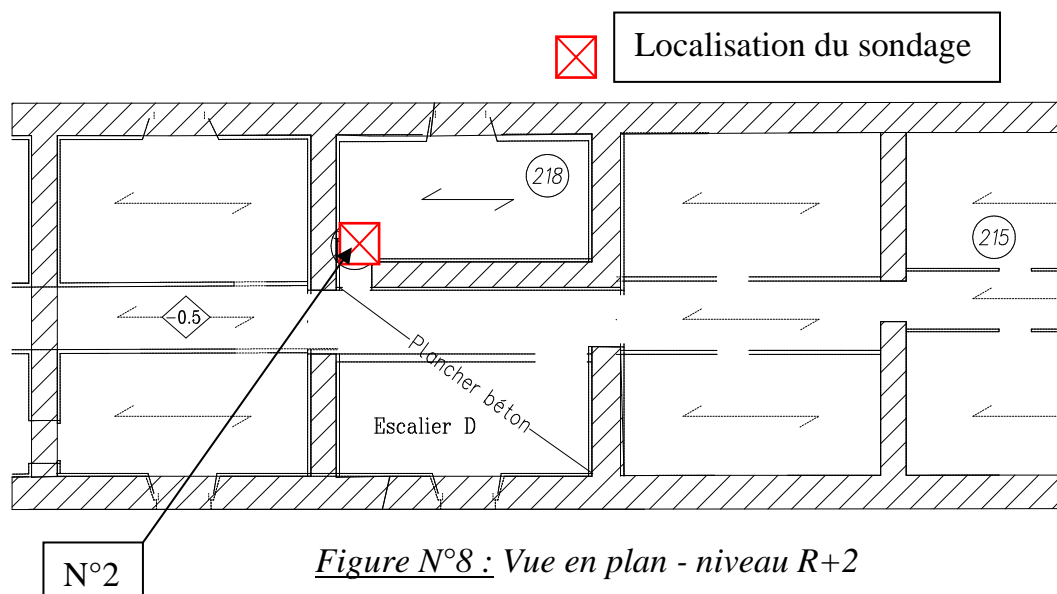 Localisation du sondage
218
215
-0.5
Plancher béton
Escalier D
N°2
Figure N°8 : Vue en plan - niveau R+2